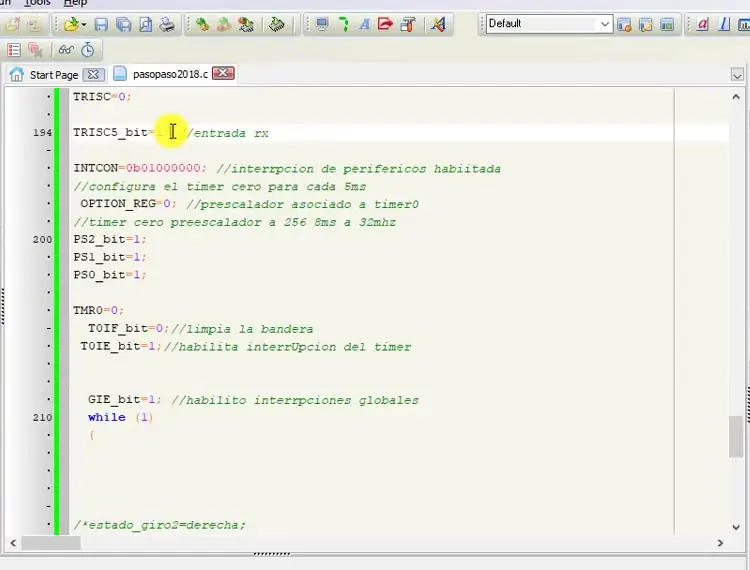 un Tools Help
Default
Start Page pasopaso2018.c
TRISC=0;
194 TRISC5_bit= //entrada rx
INTCON=0b01000000; //interrpcion de perifericos habiitada
//configura el timer cero para cada 5ms
OPTION_REG=0; //prescalador asociado a timer0
//timer cero preescalador a 256 8ms a 32mhz
200 PS2_bit=1;
PS1_bit=1;
PS0_bit=1;
TMR0=0;
T0IF_bit=0;//limpia la bandera
T0IE_bit=1;//habilita interrUpcion del timer
GIE_bit=1; //habilito interrpciones globales
210 while (1)
{
/*estado_giro2=derecha;